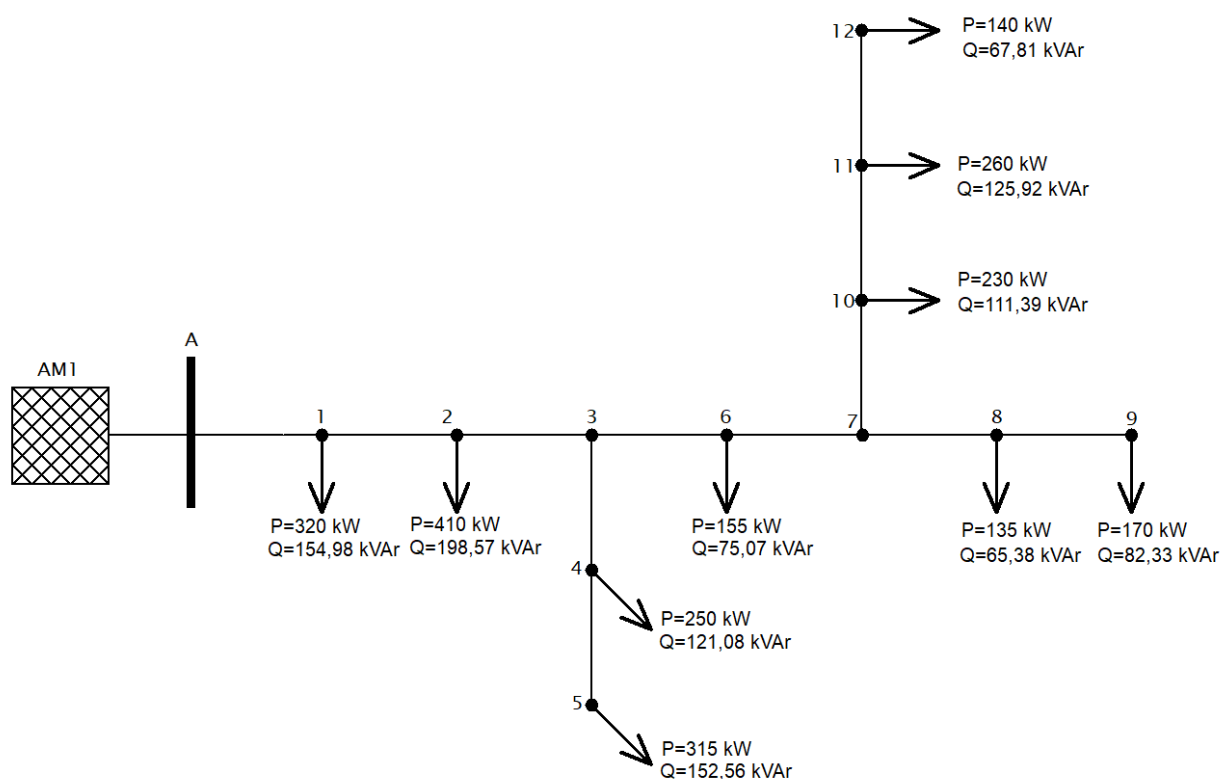 12
P=140 kW
Q=67,81 kVAr
11
P=260 kW
Q=125,92 kVAr
10
P=230 kW
Q=111,39 kVAr
A
AM1
1
2
3
6
7
8
9
P=320 kW
Q=154,98 kVAr
P=410 kW
Q=198,57 kVAr
P=155 kW
Q=75,07 kVAr
P=135 kW
Q=65,38 kVAr
P=170 kW
Q=82,33 kVAr
4
P=250 kW
Q=121,08 kVAr
5
P=315 kW
Q=152,56 kVAr